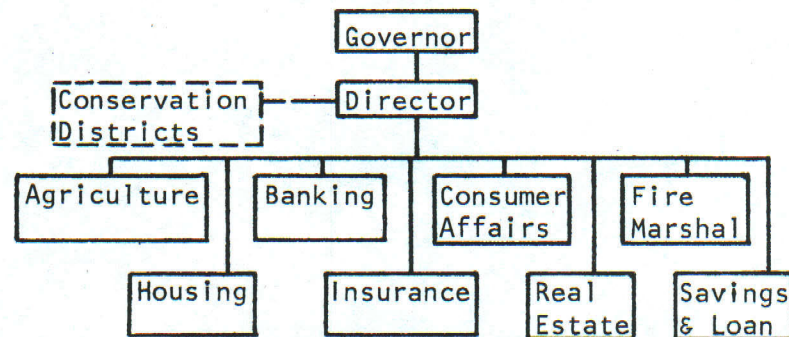 Governor
Conservation
Districts
Director
Agriculture
Banking
Consumer
Affairs
Fire
Marshal
Housing
Insurance
Real
Estate
Savings
& Loan